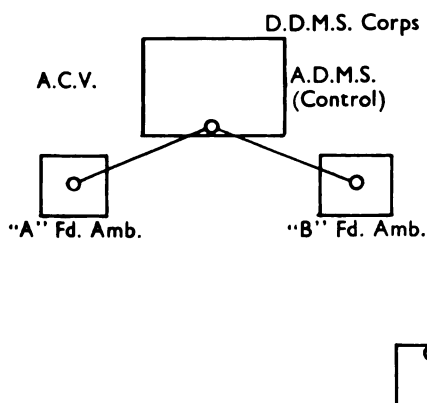 D.D.M.S. Corps
A.C.V.
A.D.M.S.
(Control)
"A" Fd. Amb.
"B" Fd. Amb.